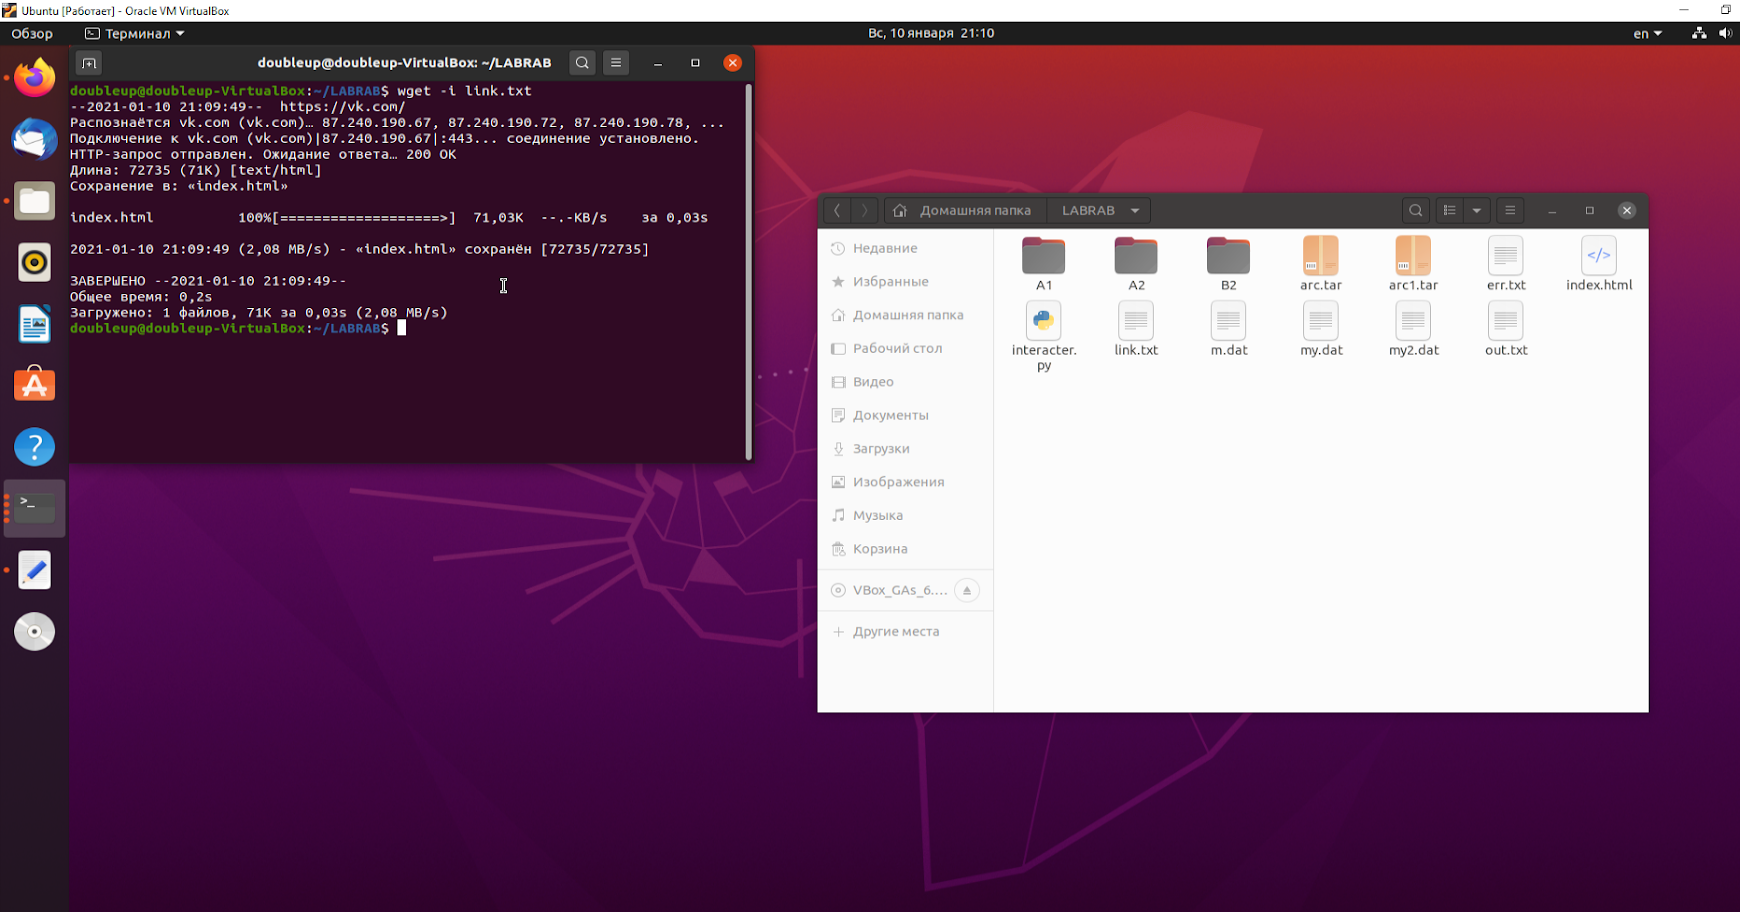 Ubuntu [Работает] - Oracle VM VirtualBox
Обзор
Терминал
Вс, 10 января 21:10
en
doubleup@doubleup-VirtualBox: ~/LABRAB
doubleup@doubleup-VirtualBox:~/LABRAB$ wget -i link.txt
--2021-01-10 21:09:49--  https://vk.com/
Распознаётся vk.com (vk.com)… 87.240.190.67, 87.240.190.72, 87.240.190.78, ...
Подключение к vk.com (vk.com)|87.240.190.67|:443... соединение установлено.
HTTP-запрос отправлен. Ожидание ответа… 200 OK
Длина: 72735 (71K) [text/html]
Сохранение в: «index.html»
index.html          100%[===================>]  71,03K  --.-KB/s    за 0,03s
2021-01-10 21:09:49 (2,08 MB/s) - «index.html» сохранён [72735/72735]
ЗАВЕРШЕНО --2021-01-10 21:09:49--
Общее время: 0,2s
Загружено: 1 файлов, 71K за 0,03s (2,08 MB/s)
doubleup@doubleup-VirtualBox:~/LABRAB$
Домашняя папка
LABRAB
Недавние
Избранные
Домашняя папка
Рабочий стол
Видео
Документы
Загрузки
Изображения
Музыка
Корзина
VBox_GAs_6....
Другие места
A1
A2
B2
arc.tar
arc1.tar
err.txt
index.html
interacter.
py
link.txt
m.dat
my.dat
my2.dat
out.txt